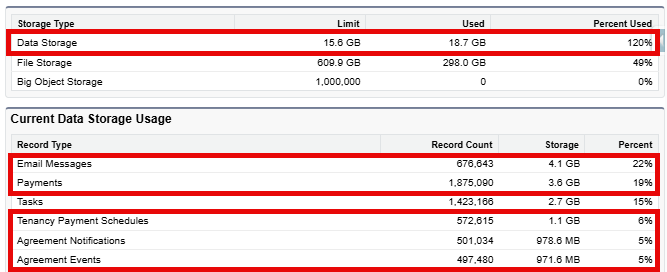 Storage Type Limit Used Percent Used
Data Storage 15.6 GB 18.7 GB 120%
File Storage 609.9 GB 298.0 GB 49%
Big Object Storage 1,000,000 0 0%
Current Data Storage Usage
Record Type Record Count Storage Percent
Email Messages 676,643 4.1 GB 22%
Payments 1,875,090 3.6 GB 19%
Tasks 1,423,166 2.7 GB 15%
Tenancy Payment Schedules 572,615 1.1 GB 6%
Agreement Notifications 501,034 978.6 MB 5%
Agreement Events 497,480 971.6 MB 5%